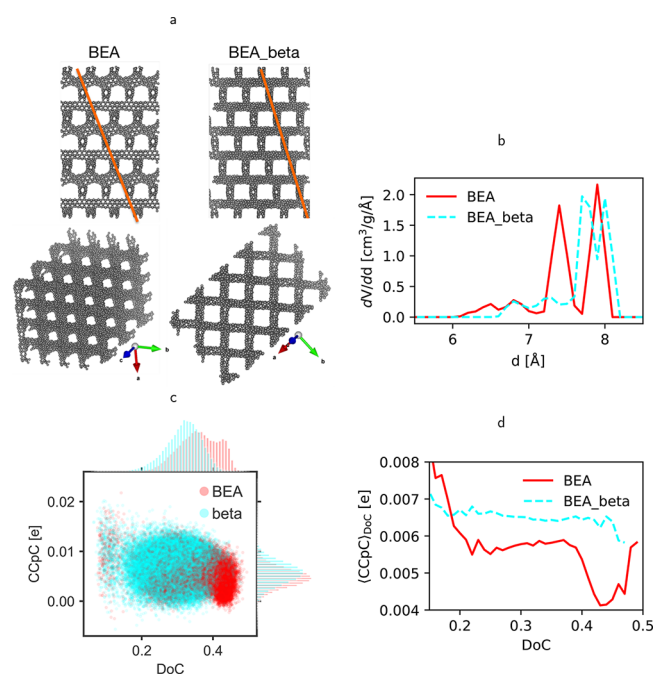 a
BEA
BEA_beta
c
b
a
a
b
b
dV/dd [cm³/g/Å]
2.0
1.5
1.0
0.5
0.0
BEA
BEA_beta
6
7
8
d [Å]
c
CCpC [e]
0.02
0.01
0.00
BEA
beta
0.2
0.4
DoC
d
⟨CCpC⟩DoC [e]
0.008
0.007
0.006
0.005
0.004
BEA
BEA_beta
0.2
0.3
0.4
0.5
DoC